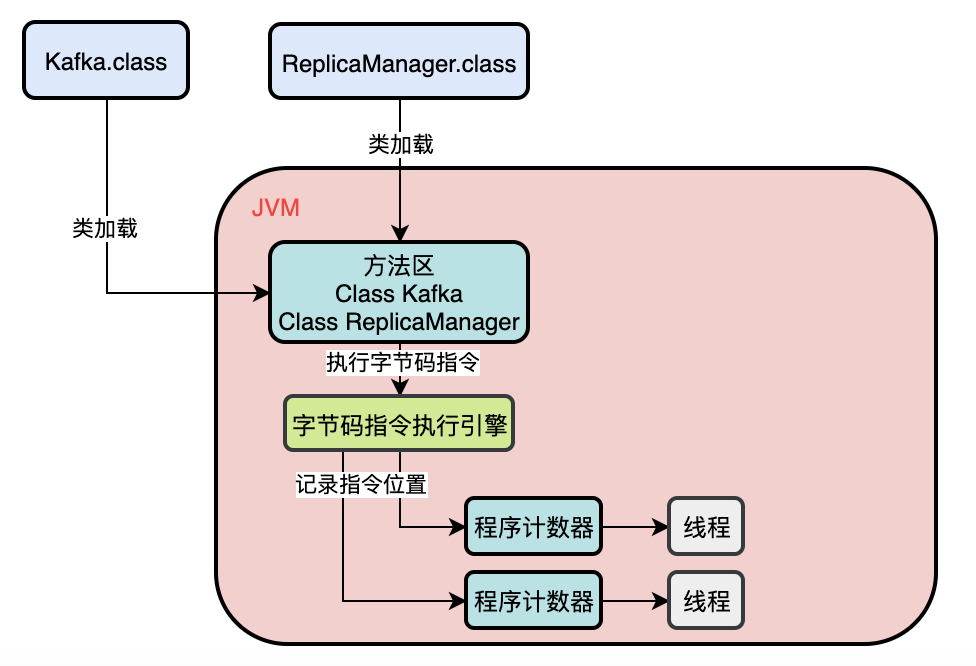 Kafka.class
ReplicaManager.class
类加载
类加载
JVM
方法区
Class Kafka
Class ReplicaManager
执行字节码指令
字节码指令执行引擎
记录指令位置
程序计数器
线程
程序计数器
线程